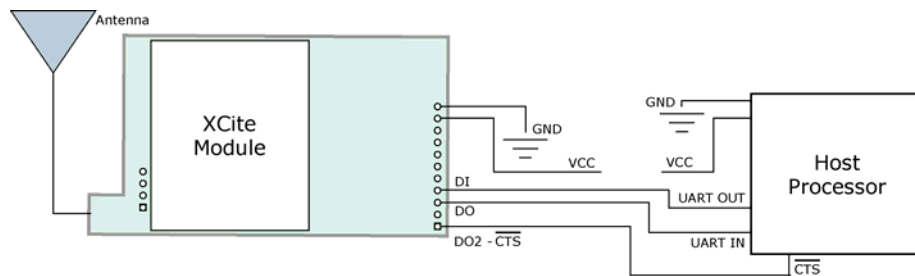 Antenna
XCite
Module
GND
VCC
DI
DO
DO2 - CTS
GND
VCC
UART OUT
UART IN
Host
Processor
CTS